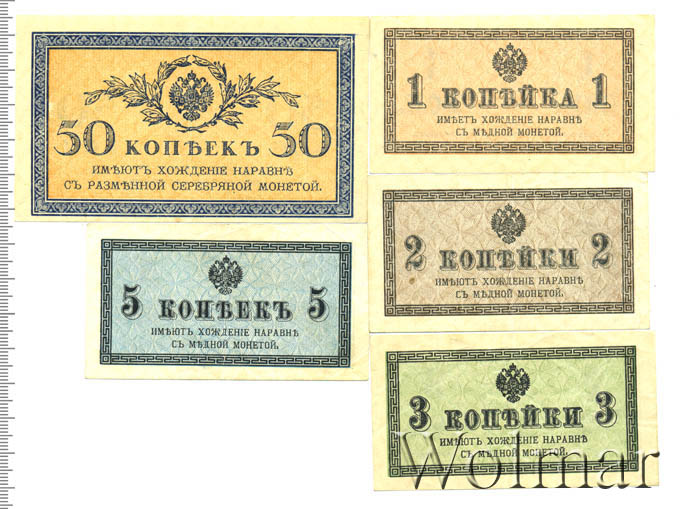 50 КОПѢЕКЪ 50
ИМѢЮТЪ ХОЖДЕНІЕ НАРАВНѢ
СЪ РАЗМѢННОЙ СЕРЕБРЯНОЙ МОНЕТОЙ.
1 КОПѢЙКА 1
ИМѢЕТЪ ХОЖДЕНІЕ НАРАВНѢ
СЪ МѢДНОЙ МОНЕТОЙ.
2 КОПѢЙКИ 2
ИМѢЮТЪ ХОЖДЕНІЕ НАРАВНѢ
СЪ МѢДНОЙ МОНЕТОЙ.
5 КОПѢЕКЪ 5
ИМѢЮТЪ ХОЖДЕНІЕ НАРАВНѢ
СЪ МѢДНОЙ МОНЕТОЙ.
3 КОПѢЙКИ 3
ИМѢЮТЪ ХОЖДЕНІЕ НАРАВНѢ
СЪ МѢДНОЙ МОНЕТОЙ.
Wolmar